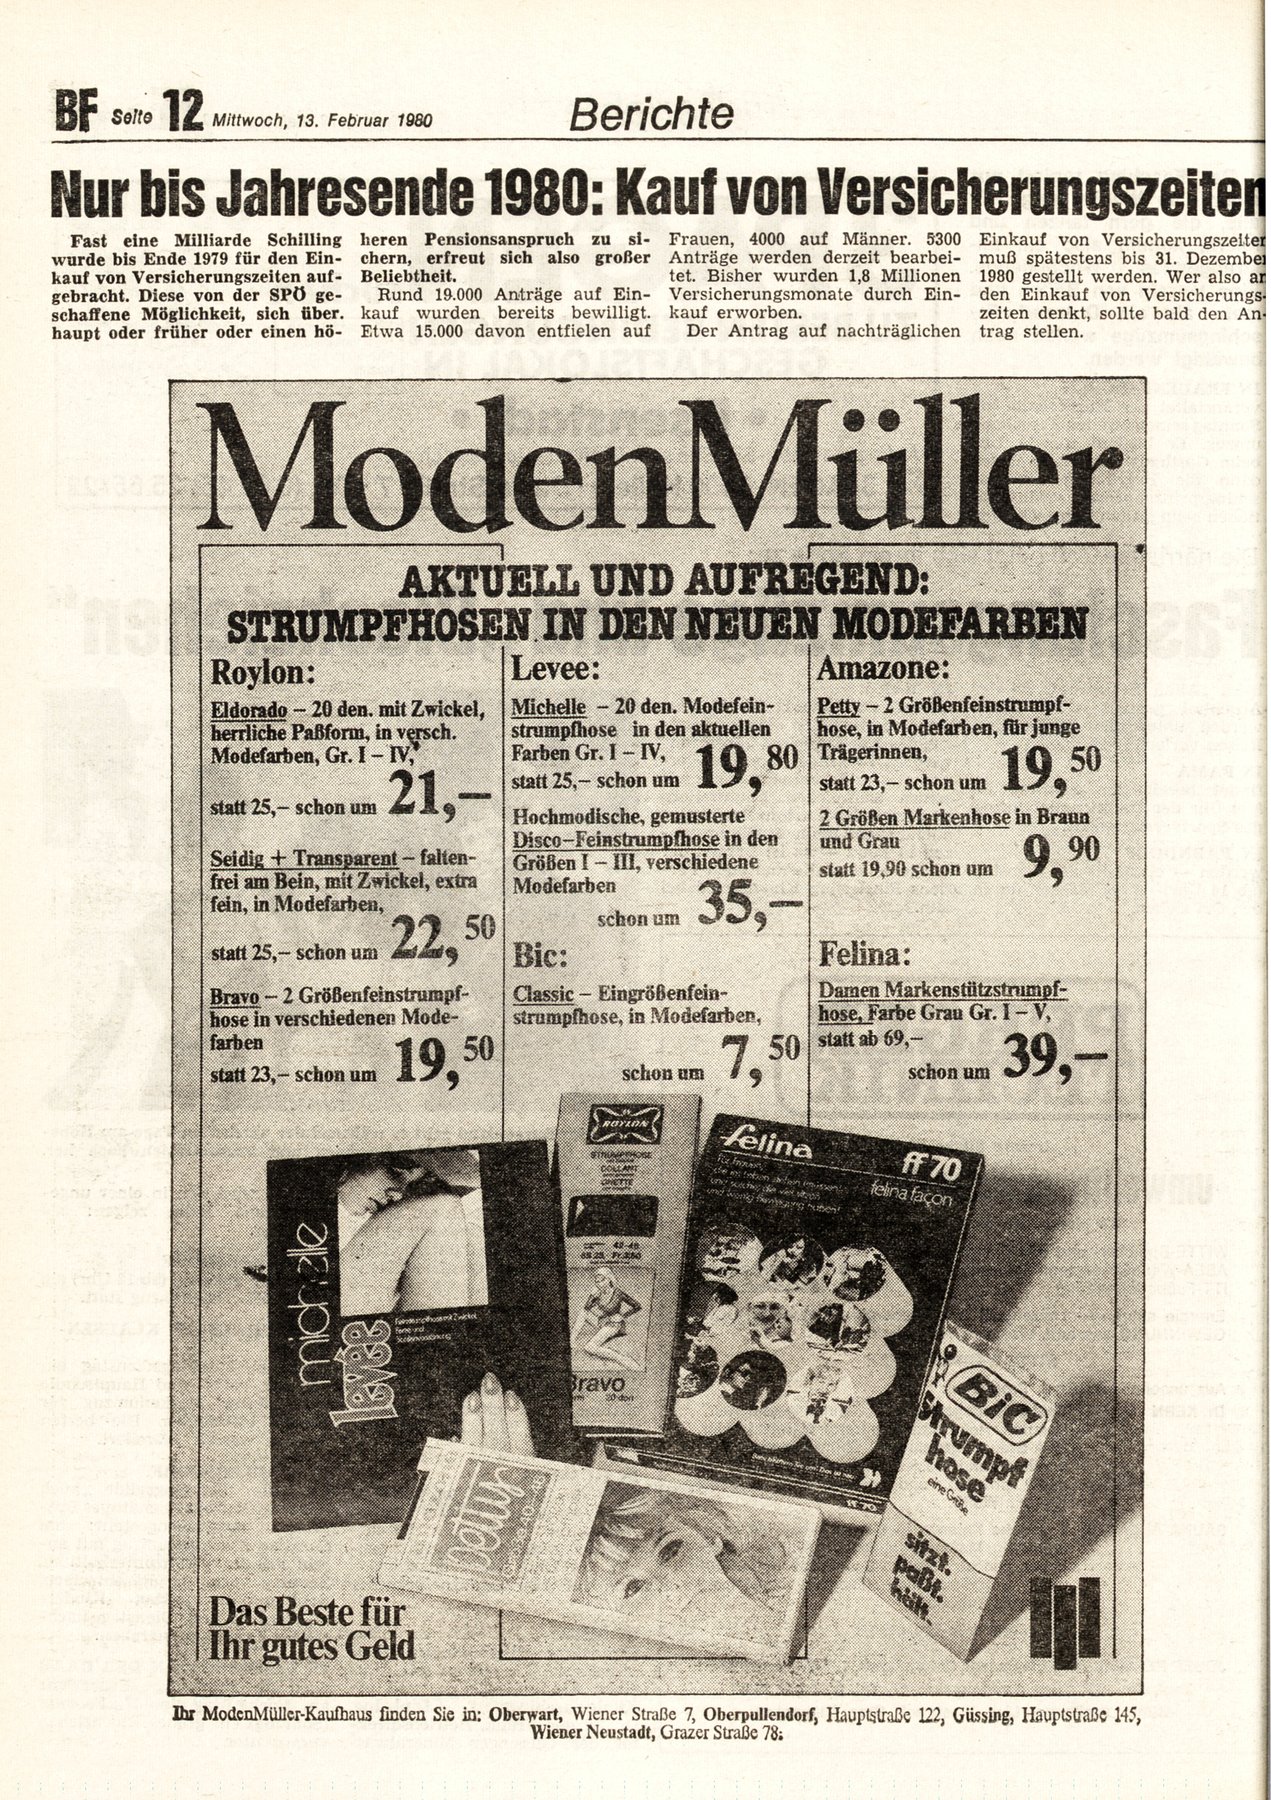 BF Seite 12 Mittwoch, 13. Februar 1980
Berichte
Nur bis Jahresende 1980: Kauf von Versicherungszeiten
Fast eine Milliarde Schilling
wurde bis Ende 1979 für den Ein-
kauf von Versicherungszeiten auf-
gebracht. Diese von der SPÖ ge-
schaffene Möglichkeit, sich über.
haupt oder früher oder einen hö-
heren Pensionsanspruch zu si-
chern, erfreut sich also großer
Beliebtheit.
Rund 19.000 Anträge auf Ein-
kauf wurden bereits bewilligt.
Etwa 15.000 davon entfielen auf
Frauen, 4000 auf Männer. 5300
Anträge werden derzeit bearbei-
tet. Bisher wurden 1,8 Millionen
Versicherungsmonate durch Ein-
kauf erworben.
Der Antrag auf nachträglichen
Einkauf von Versicherungszeiten
muß spätestens bis 31. Dezember
1980 gestellt werden. Wer also an
den Einkauf von Versicherungs-
zeiten denkt, sollte bald den An-
trag stellen.
ModenMüller
AKTUELL UND AUFREGEND:
STRUMPFHOSEN IN DEN NEUEN MODEFARBEN
Roylon:
Eldorado – 20 den. mit Zwickel,
herrliche Paßform, in versch.
Modefarben, Gr. I – IV,
statt 25,– schon um 21,–
Seidig + Transparent – falten-
frei am Bein, mit Zwickel, extra
fein, in Modefarben,
statt 25,– schon um 22,50
Bravo – 2 Größenfeinstrumpf-
hose in verschiedenen Mode-
farben
statt 23,– schon um 19,50
Levee:
Michelle – 20 den. Modefein-
strumpfhose in den aktuellen
Farben Gr. I – IV,
statt 25,– schon um 19,80
Hochmodische, gemusterte
Disco–Feinstrumpfhose in den
Größen I – III, verschiedene
Modefarben
schon um 35,–
Bic:
Classic – Eingrößenfein-
strumpfhose, in Modefarben,
schon um 7,50
Amazone:
Petty – 2 Größenfeinstrumpf-
hose, in Modefarben, für junge
Trägerinnen,
statt 23,– schon um 19,50
2 Größen Markenhose in Braun
und Grau
statt 19,90 schon um 9,90
Felina:
Damen Markenstützstrumpf-
hose, Farbe Grau Gr. I – V,
statt ab 69,–
schon um 39,–
michelle
levee
ROYLON
STRUMPFHOSE
COLLANT
Bravo
20 den
felina
ff 70
felina façon
ff 70
petty
BiC
Strumpf
hose
eine Größe
sitzt.
paßt.
hält.
Das Beste für
Ihr gutes Geld
Ihr ModenMüller-Kaufhaus finden Sie in: Oberwart, Wiener Straße 7, Oberpullendorf, Hauptstraße 122, Güssing, Hauptstraße 145,
Wiener Neustadt, Grazer Straße 78;